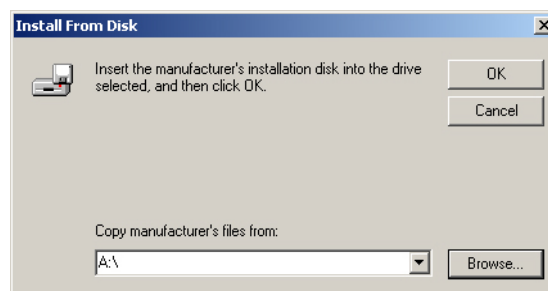 Install From Disk
Insert the manufacturer's installation disk into the drive
selected, and then click OK.
OK
Cancel
Copy manufacturer's files from:
A:\
Browse...